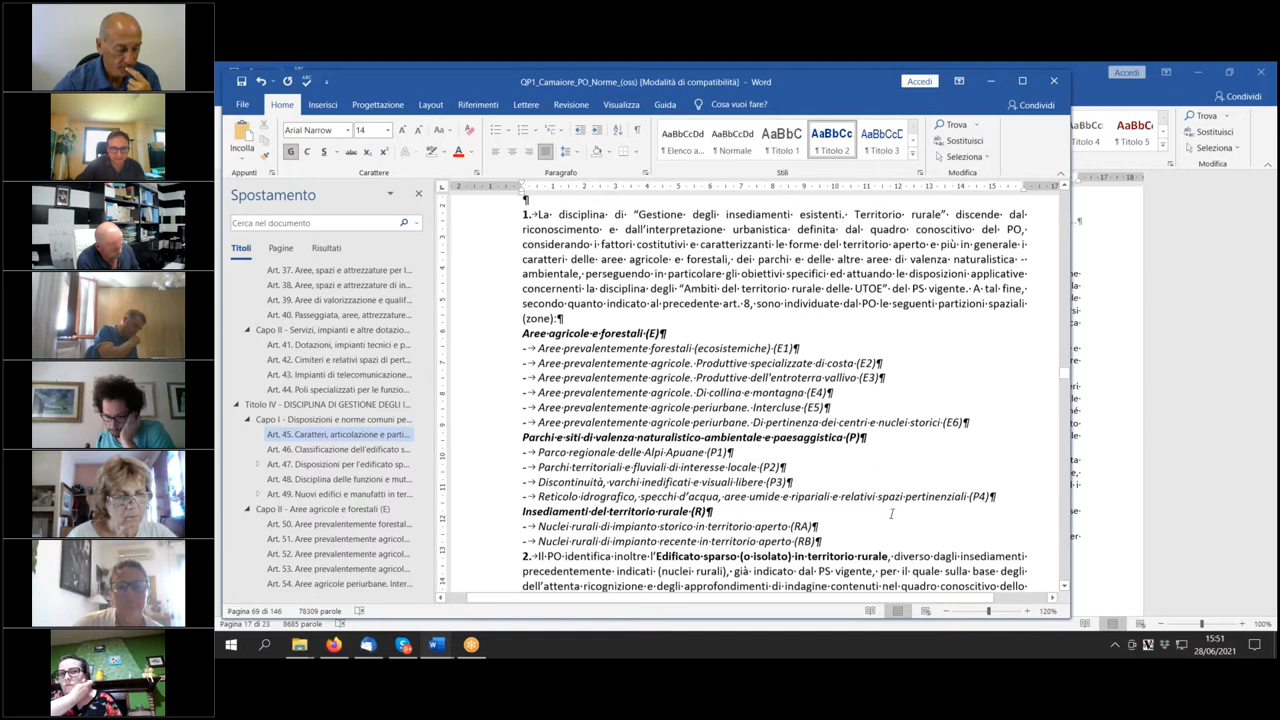 QP1_Camaiore_PO_Norme_(oss) [Modalità di compatibilità] - Word
Accedi
Accedi
File
Home
Inserisci
Progettazione
Layout
Riferimenti
Lettere
Revisione
Visualizza
Guida
Cosa vuoi fare?
Condividi
Condividi
Incolla
Arial Narrow
14
Appunti
Carattere
Paragrafo
AaBbCcDd
¶ Elenco a...
AaBbCcDd
¶ Normale
AaBbC
¶ Titolo 1
AaBbCc
¶ Titolo 2
AaBbCcD
¶ Titolo 3
Stili
Trova
Sostituisci
Seleziona
Modifica
¶ Titolo 4
AaBbCc
¶ Titolo 5
Trova
Sostituisci
Seleziona
Modifica
Spostamento
Cerca nel documento
Titoli
Pagine
Risultati
Art. 37. Aree, spazi e attrezzature per l...
Art. 38. Aree, spazi e attrezzature di in...
Art. 39. Aree di valorizzazione e qualif...
Art. 40. Passeggiata, aree, attrezzature...
Capo II - Servizi, impianti e altre dotazio...
Art. 41. Dotazioni, impianti tecnici e p...
Art. 42. Cimiteri e relativi spazi di pert...
Art. 43. Impianti di telecomunicazione...
Art. 44. Poli specializzati per le funzio...
Titolo IV - DISCIPLINA DI GESTIONE DEGLI I...
Capo I - Disposizioni e norme comuni pe...
Art. 45. Caratteri, articolazione e parti...
Art. 46. Classificazione dell'edificato s...
Art. 47. Disposizioni per l'edificato sp...
Art. 48. Disciplina delle funzioni e mut...
Art. 49. Nuovi edifici e manufatti in ter...
Capo II - Aree agricole e forestali (E)
Art. 50. Aree prevalentemente forestal...
Art. 51. Aree prevalentemente agricol...
Art. 52. Aree prevalentemente agricol...
Art. 53. Aree prevalentemente agricol...
Art. 54. Aree agricole periurbane. Inter...
¶
1.→La disciplina di “Gestione degli insediamenti esistenti. Territorio rurale” discende dal
riconoscimento e dall’interpretazione urbanistica definita dal quadro conoscitivo del PO,
considerando i fattori costitutivi e caratterizzanti le forme del territorio aperto e più in generale i
caratteri delle aree agricole e forestali, dei parchi e delle altre aree di valenza naturalistica -
ambientale, perseguendo in particolare gli obiettivi specifici ed attuando le disposizioni applicative
concernenti la disciplina degli “Ambiti del territorio rurale delle UTOE” del PS vigente. A tal fine,
secondo quanto indicato al precedente art. 8, sono individuate dal PO le seguenti partizioni spaziali
(zone):¶
Aree agricole e forestali (E)¶
-→Aree prevalentemente forestali (ecosistemiche) (E1)¶
-→Aree prevalentemente agricole. Produttive specializzate di costa (E2)¶
-→Aree prevalentemente agricole. Produttive dell'entroterra vallivo (E3)¶
-→Aree prevalentemente agricole. Di collina e montagna (E4)¶
-→Aree prevalentemente agricole periurbane. Intercluse (E5)¶
-→Aree prevalentemente agricole periurbane. Di pertinenza dei centri e nuclei storici (E6)¶
Parchi e siti di valenza naturalistico-ambientale e paesaggistica (P)¶
-→Parco regionale delle Alpi Apuane (P1)¶
-→Parchi territoriali e fluviali di interesse locale (P2)¶
-→Discontinuità, varchi inedificati e visuali libere (P3)¶
-→Reticolo idrografico, specchi d’acqua, aree umide e ripariali e relativi spazi pertinenziali (P4)¶
Insediamenti del territorio rurale (R)¶
-→Nuclei rurali di impianto storico in territorio aperto (RA)¶
-→Nuclei rurali di impianto recente in territorio aperto (RB)¶
2.→Il PO identifica inoltre l’Edificato sparso (o isolato) in territorio rurale, diverso dagli insediamenti
precedentemente indicati (nuclei rurali), già indicato dal PS vigente, per il quale sulla base degli
dell’attenta ricognizione e degli approfondimenti di indagine contenuti nel quadro conoscitivo dello
Pagina 69 di 146
78309 parole
120%
Pagina 17 di 23
8685 parole
100%
15:51
28/06/2021